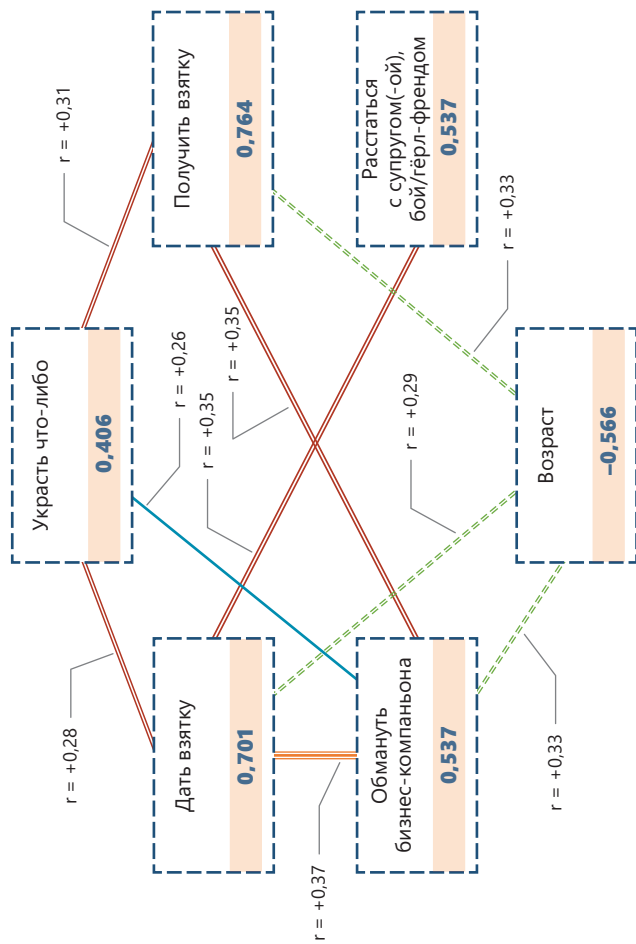 r = +0,28
r = +0,31
Украсть что-либо
0,406
r = +0,26
r = +0,35
r = +0,35
Дать взятку
0,701
Получить взятку
0,764
r = +0,37
Обмануть
бизнес-компаньона
0,537
Расстаться
с супругом(-ой),
бой/гёрл-френдом
0,537
r = +0,29
r = +0,33
r = +0,33
Возраст
–0,566